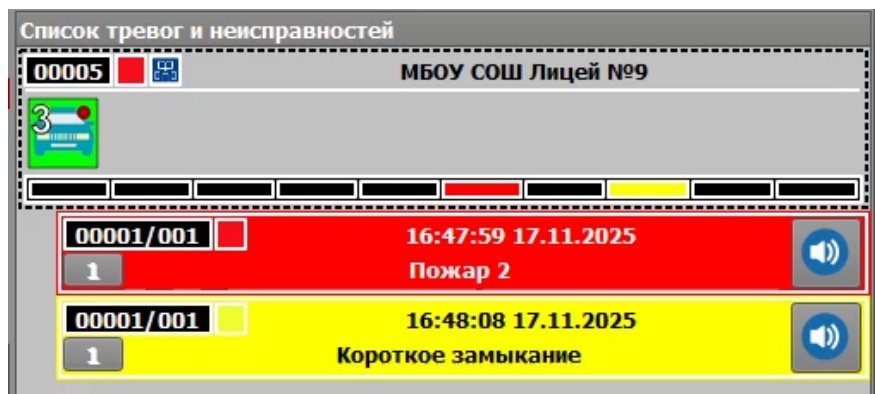 Список тревог и неисправностей
00005 МБОУ СОШ Лицей №9
3
00001/001 16:47:59 17.11.2025
1 Пожар 2
00001/001 16:48:08 17.11.2025
1 Короткое замыкание